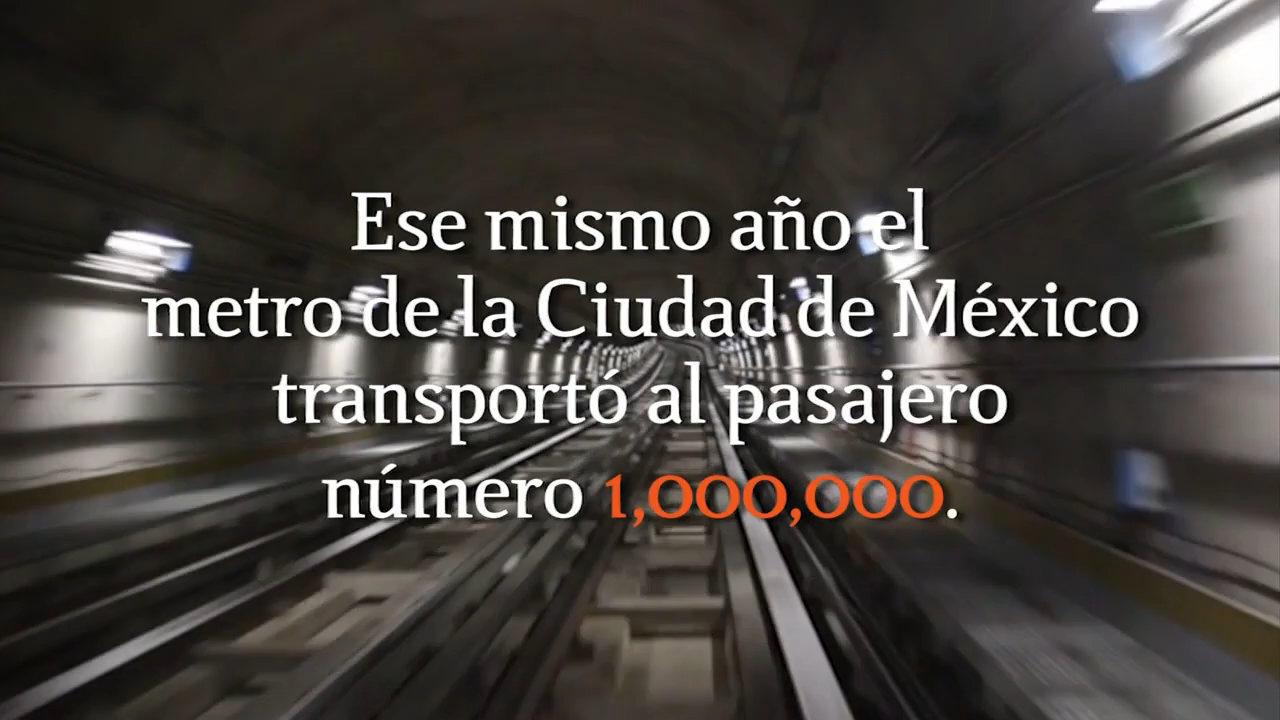 Ese mismo año el
metro de la Ciudad de México
transportó al pasajero
número 1,000,000.